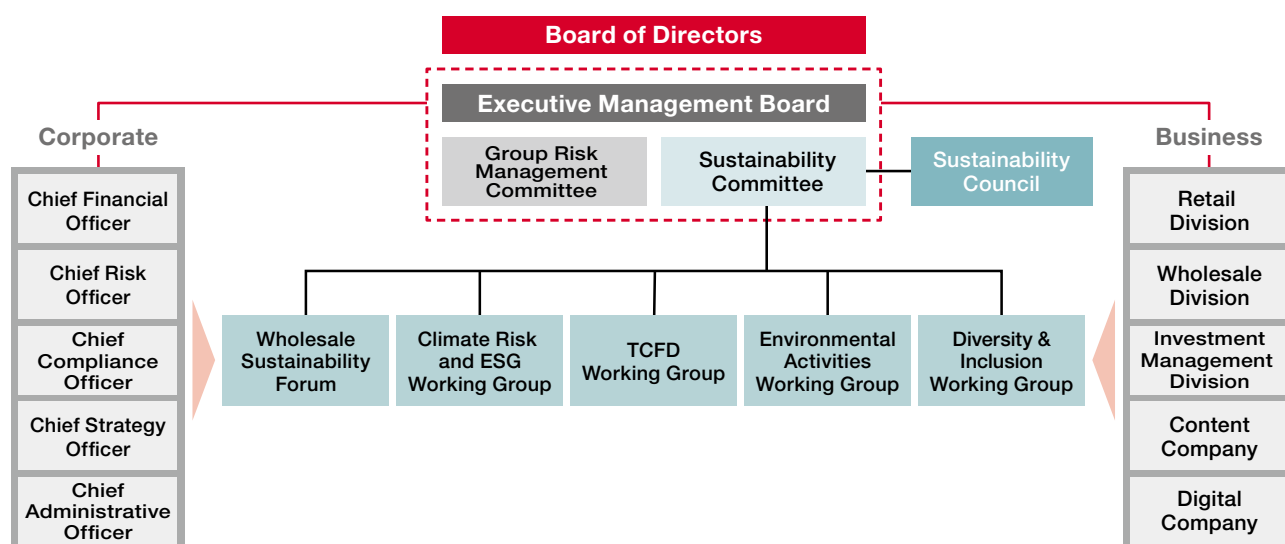 Board of Directors
Executive Management Board
Group Risk
Management
Committee
Sustainability
Committee
Sustainability
Council
Corporate
Chief Financial
Officer
Chief Risk
Officer
Chief
Compliance
Officer
Chief Strategy
Officer
Chief
Administrative
Officer
Wholesale
Sustainability
Forum
Climate Risk
and ESG
Working Group
TCFD
Working Group
Environmental
Activities
Working Group
Diversity &
Inclusion
Working Group
Business
Retail
Division
Wholesale
Division
Investment
Management
Division
Content
Company
Digital
Company